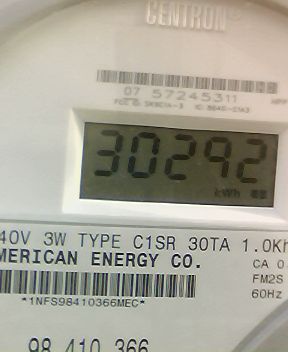 CENTRON®
07 57245311
30292
kWh
40V 3W TYPE C1SR 30TA 1.0Kh
MERICAN ENERGY CO.
CA 0.
FM2S
*1NFS98410366MEC*
60Hz
98 410 366